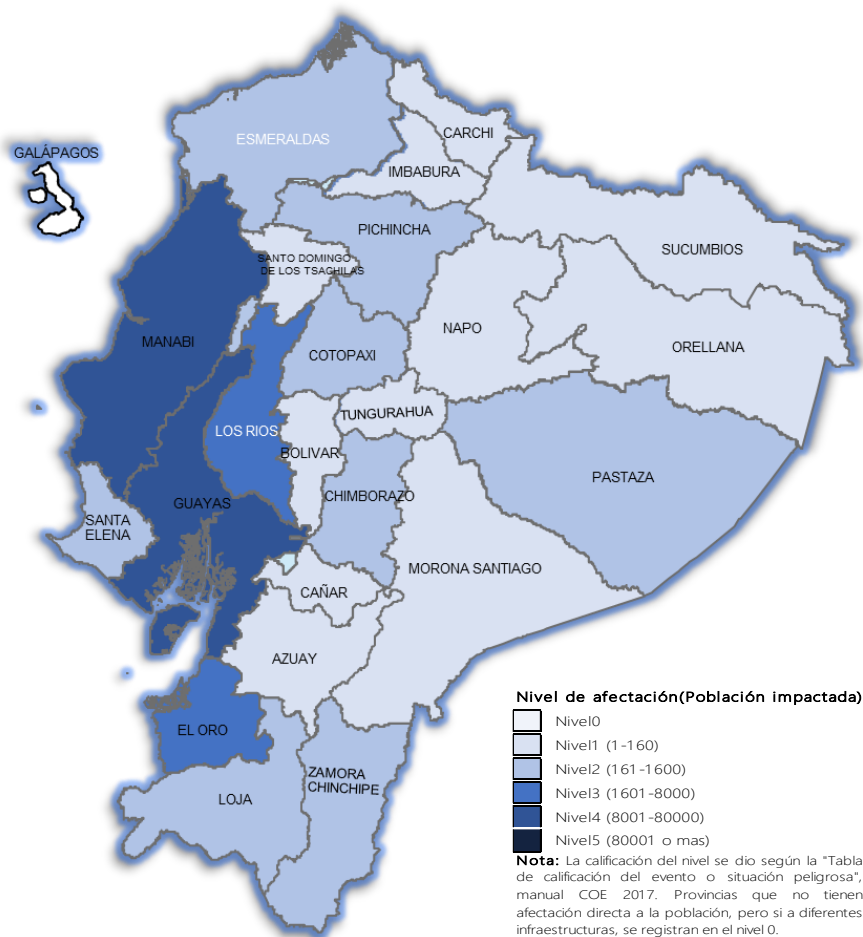 ESMERALDAS
CARCHI
GALÁPAGOS
IMBABURA
PICHINCHA
SUCUMBIOS
SANTO DOMINGO
DE LOS TSACHILAS
NAPO
MANABI
COTOPAXI
ORELLANA
TUNGURAHUA
LOS RIOS
BOLIVAR
PASTAZA
CHIMBORAZO
GUAYAS
SANTA
ELENA
MORONA SANTIAGO
CAÑAR
AZUAY
EL ORO
ZAMORA
CHINCHIPE
LOJA
Nivel de afectación(Población impactada)
Nivel0
Nivel1 (1-160)
Nivel2 (161-1600)
Nivel3 (1601-8000)
Nivel4 (8001-80000)
Nivel5 (80001 o mas)
Nota: La calificación del nivel se dio según la "Tabla
de calificación del evento o situación peligrosa",
manual COE 2017. Provincias que no tienen
afectación directa a la población, pero si a diferentes
infraestructuras, se registran en el nivel 0.